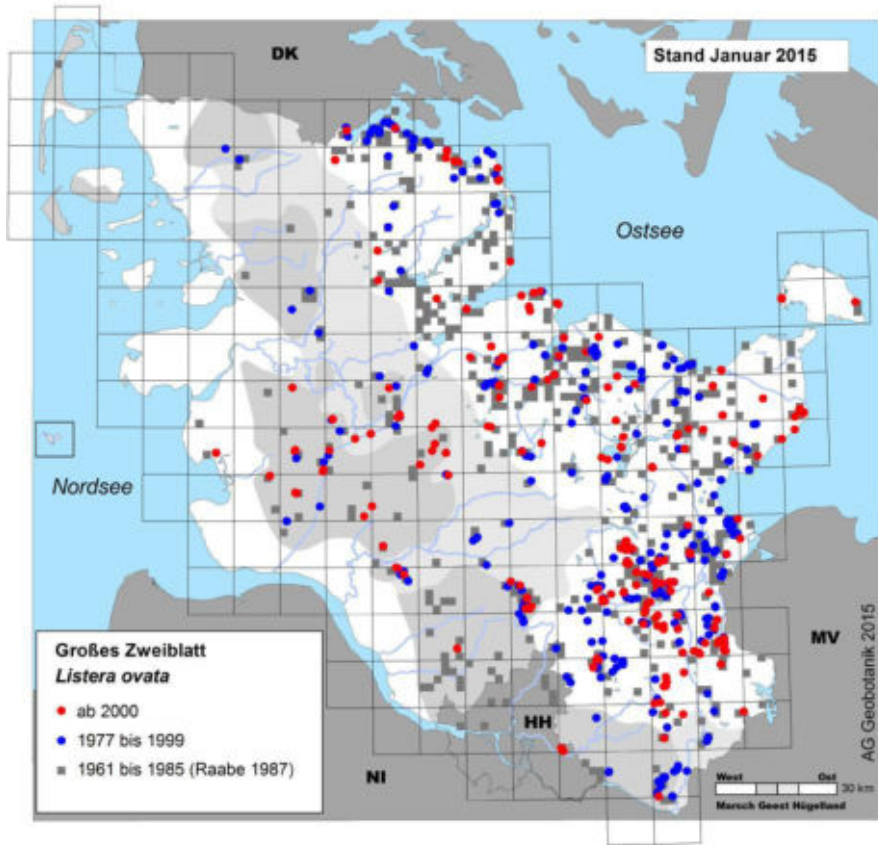 DK
Stand Januar 2015
Ostsee
Nordsee
MV
HH
NI
Großes Zweiblatt
Listera ovata
ab 2000
1977 bis 1999
1961 bis 1985 (Raabe 1987)
West Ost
30 km
Marsch Geest Hügelland
AG Geobotanik 2015